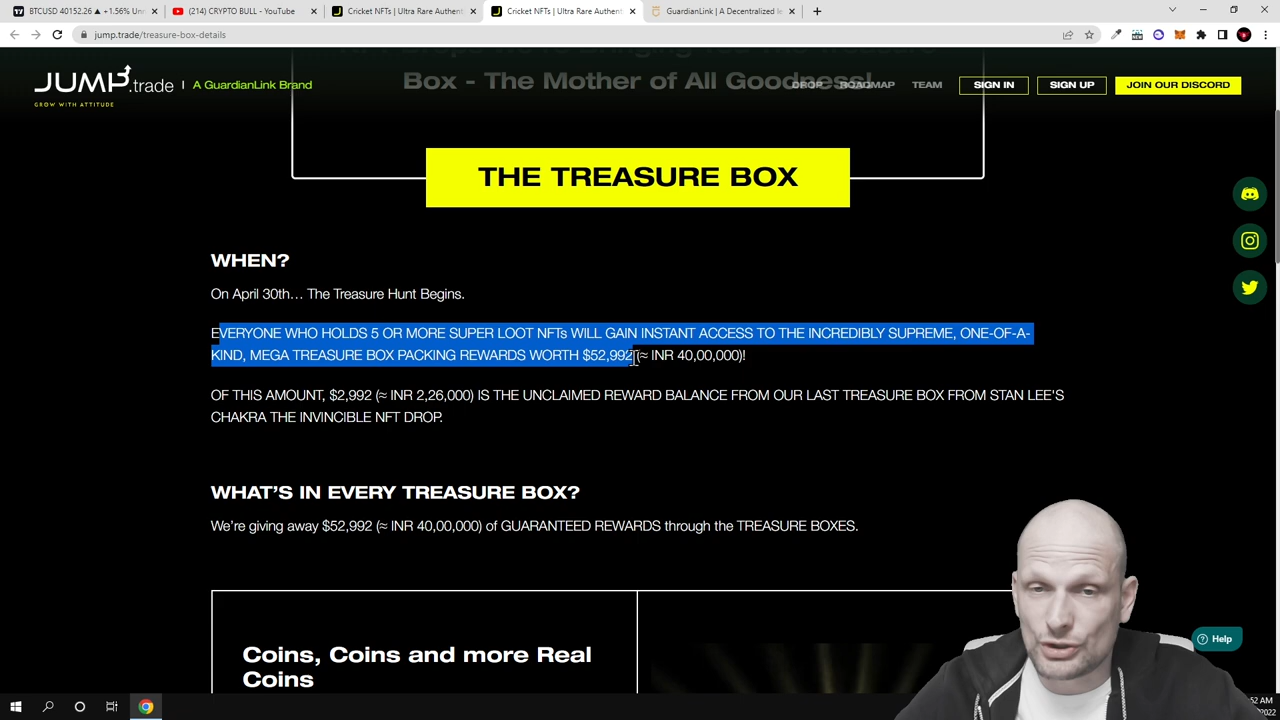 BTCUSD 40152.26 ▲ +1.56% Unn
(214) CRYPTO BULL - YouTube
Cricket NFTs | Ultra Rare Authent
Cricket NFTs | Ultra Rare Authent
GuardianLink | A Decentralized In
jump.trade/treasure-box-details
Box - The Mother of All Goodness!
JUMP.trade | A GuardianLink Brand
GROW WITH ATTITUDE
DROP ROADMAP TEAM SIGN IN SIGN UP JOIN OUR DISCORD
THE TREASURE BOX
WHEN?
On April 30th… The Treasure Hunt Begins.
EVERYONE WHO HOLDS 5 OR MORE SUPER LOOT NFTs WILL GAIN INSTANT ACCESS TO THE INCREDIBLY SUPREME, ONE-OF-A-
KIND, MEGA TREASURE BOX PACKING REWARDS WORTH $52,992 (≈ INR 40,00,000)!
OF THIS AMOUNT, $2,992 (≈ INR 2,26,000) IS THE UNCLAIMED REWARD BALANCE FROM OUR LAST TREASURE BOX FROM STAN LEE'S
CHAKRA THE INVINCIBLE NFT DROP.
WHAT'S IN EVERY TREASURE BOX?
We're giving away $52,992 (≈ INR 40,00,000) of GUARANTEED REWARDS through the TREASURE BOXES.
Coins, Coins and more Real
Coins
Help
52 AM
2022